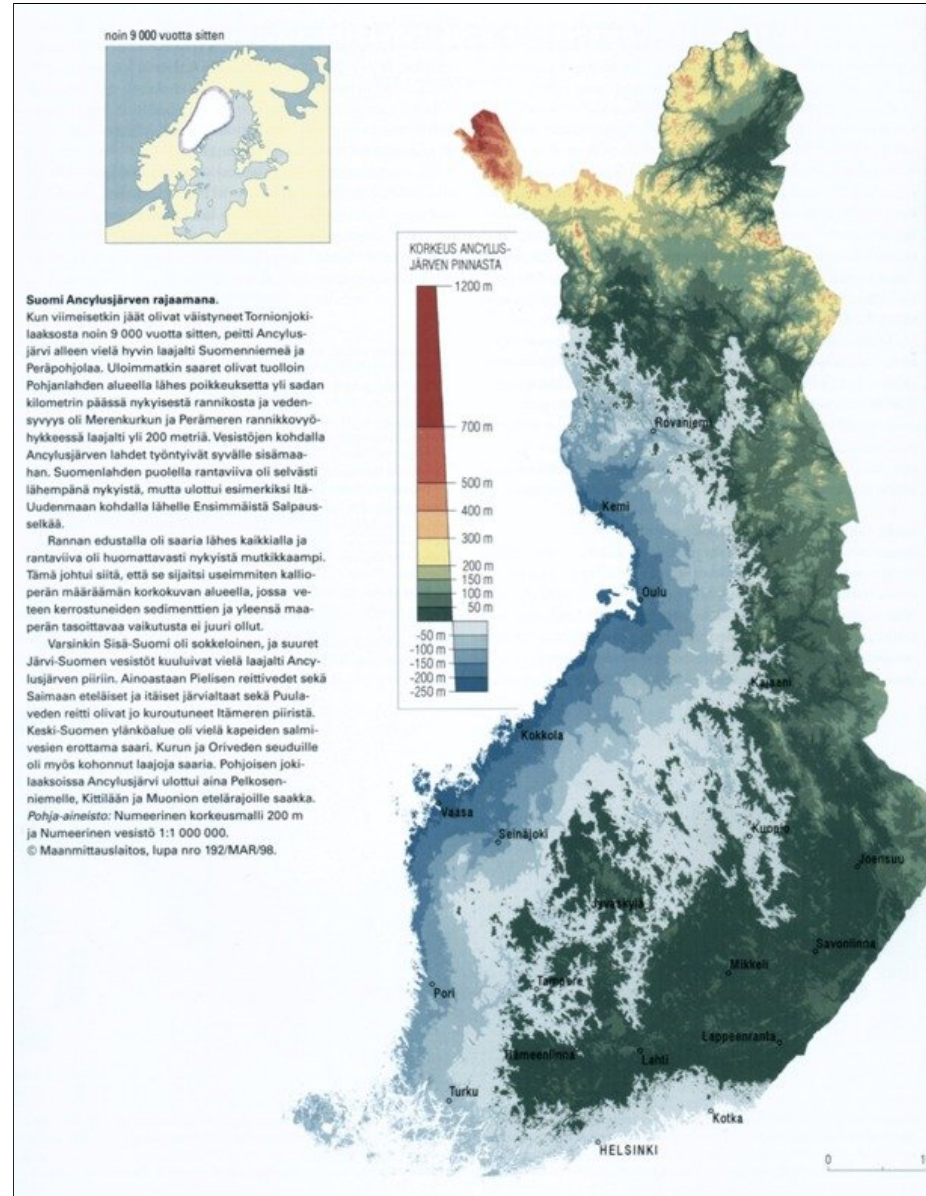 noin 9 000 vuotta sitten
KORKEUS ANCYLUS-
JÄRVEN PINNASTA
1200 m
700 m
500 m
400 m
300 m
200 m
150 m
100 m
50 m
-50 m
-100 m
-150 m
-200 m
-250 m
Suomi Ancylusjärven rajaamana.
Kun viimeisetkin jäät olivat väistyneet Tornionjoki-
laaksosta noin 9 000 vuotta sitten, peitti Ancylus-
järvi alleen vielä hyvin laajalti Suomenniemeä ja
Peräpohjolaa. Uloimmatkin saaret olivat tuolloin
Pohjanlahden alueella lähes poikkeuksetta yli sadan
kilometrin päässä nykyisestä rannikosta ja veden-
syvyys oli Merenkurkun ja Perämeren rannikkovyö-
hykkeessä laajalti yli 200 metriä. Vesistöjen kohdalla
Ancylusjärven lahdet työntyivät syvälle sisämaa-
han. Suomenlahden puolella rantaviiva oli selvästi
lähempänä nykyistä, mutta ulottui esimerkiksi Itä-
Uudenmaan kohdalla lähelle Ensimmäistä Salpaus-
selkää.
Rannan edustalla oli saaria lähes kaikkialla ja
rantaviiva oli huomattavasti nykyistä mutkikkaampi.
Tämä johtui siitä, että se sijaitsi useimmiten kallio-
perän määräämän korkokuvan alueella, jossa ve-
teen kerrostuneiden sedimenttien ja yleensä maa-
perän tasoittavaa vaikutusta ei juuri ollut.
Varsinkin Sisä-Suomi oli sokkeloinen, ja suuret
Järvi-Suomen vesistöt kuuluivat vielä laajalti Ancy-
lusjärven piiriin. Ainoastaan Pielisen reittivedet sekä
Saimaan eteläiset ja itäiset järvialtaat sekä Puula-
veden reitti olivat jo kuroutuneet Itämeren piiristä.
Keski-Suomen ylänköalue oli vielä kapeiden salmi-
vesien erottama saari. Kurun ja Oriveden seuduille
oli myös kohonnut laajoja saaria. Pohjoisen joki-
laaksoissa Ancylusjärvi ulottui aina Pelkosen-
niemelle, Kittilään ja Muonion etelärajoille saakka.
Pohja-aineisto: Numeerinen korkeusmalli 200 m
ja Numeerinen vesistö 1:1 000 000.
© Maanmittauslaitos, lupa nro 192/MAR/98.
Rovaniemi
Kemi
Oulu
Kajaani
Kokkola
Vaasa
Seinäjoki
Kuopio
Joensuu
Jyväskylä
Savonlinna
Mikkeli
Tampere
Pori
Lappeenranta
Hämeenlinna
Lahti
Turku
Kotka
HELSINKI
0